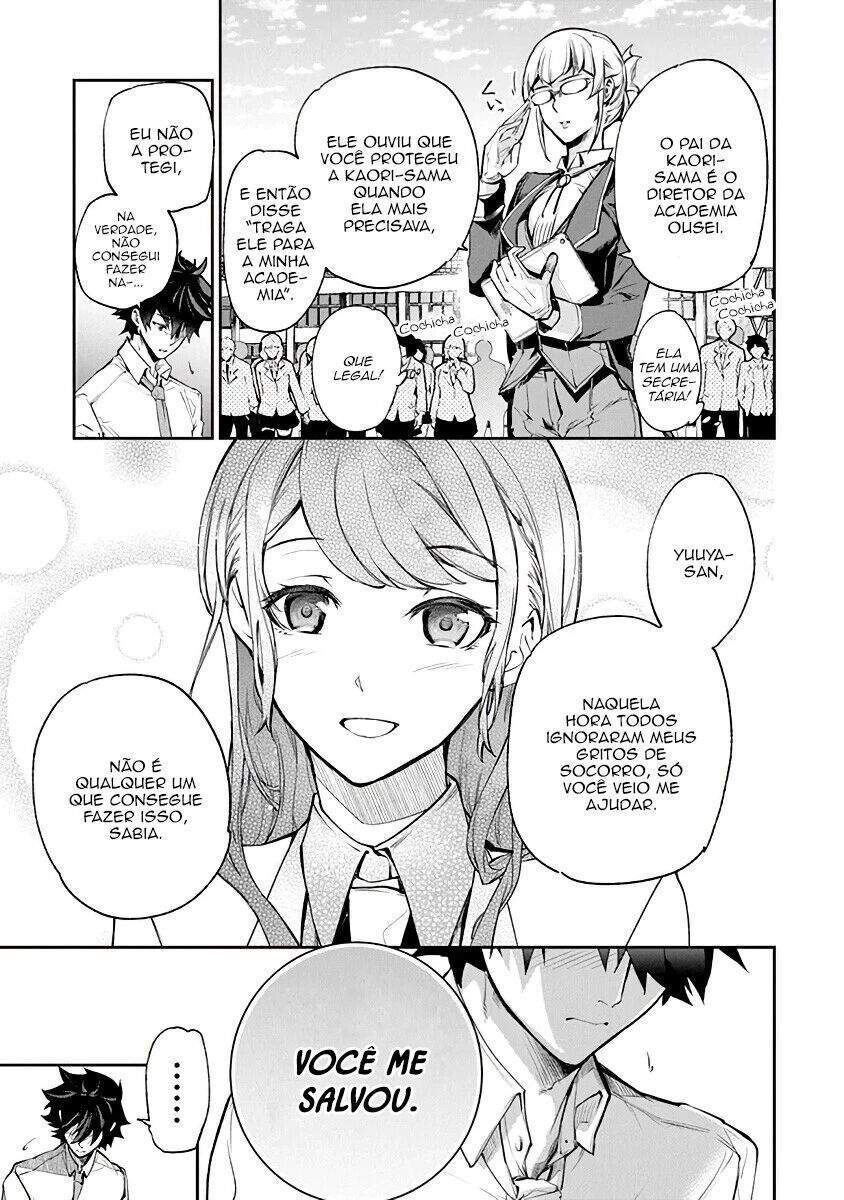 O PAI DA
KAORI-
SAMA É O
DIRETOR DA
ACADEMIA
OUSEI.
ELE OUVIU QUE
VOCÊ PROTEGEU
A KAORI-SAMA
QUANDO
ELA MAIS
PRECISAVA,
E ENTÃO
DISSE
"TRAGA
ELE PARA
A MINHA
ACADE-
MIA".
Cochicha
Cochicha
ELA
TEM UMA
SECRE-
TÁRIA!
Cochicha
Cochicha
QUE
LEGAL!
EU NÃO
A PRO-
TEGI,
NA
VERDADE,
NÃO
CONSEGUI
FAZER
NA-...
YUUYA-
SAN,
NAQUELA
HORA TODOS
IGNORARAM MEUS
GRITOS DE
SOCORRO, SÓ
VOCÊ VEIO ME
AJUDAR.
NÃO É
QUALQUER UM
QUE CONSEGUE
FAZER ISSO,
SABIA.
VOCÊ ME
SALVOU.
......